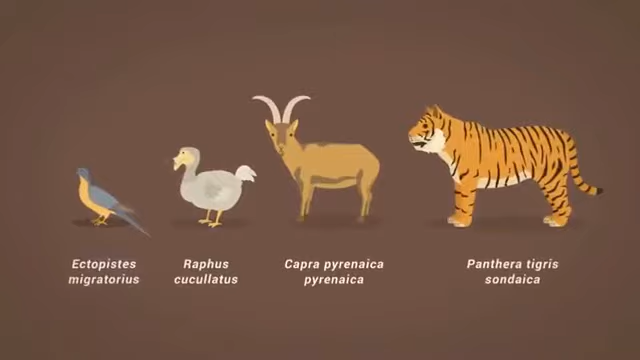 Ectopistes
migratorius
Raphus
cucullatus
Capra pyrenaica
pyrenaica
Panthera tigris
sondaica